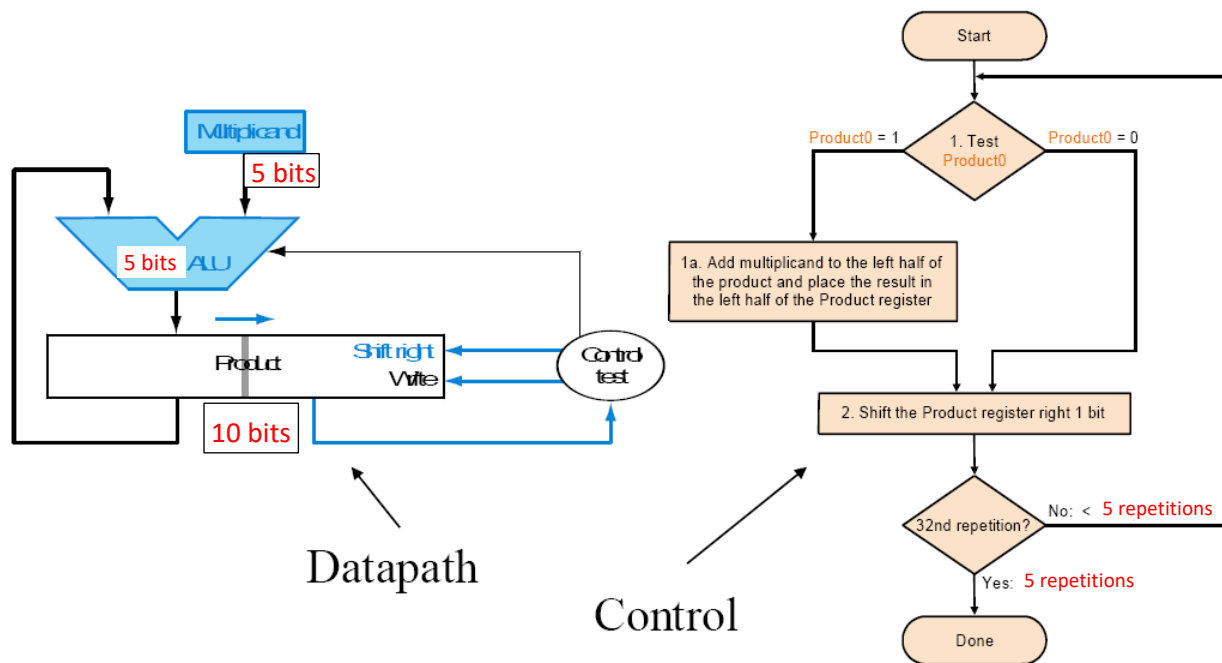 Multiplicand
5 bits
5 bits ALU
Product
Shift right
Write
Control
test
10 bits
Datapath
Control
Start
Product0 = 1
1. Test
Product0
Product0 = 0
1a. Add multiplicand to the left half of
the product and place the result in
the left half of the Product register
2. Shift the Product register right 1 bit
32nd repetition?
No: < 5 repetitions
Yes: 5 repetitions
Done